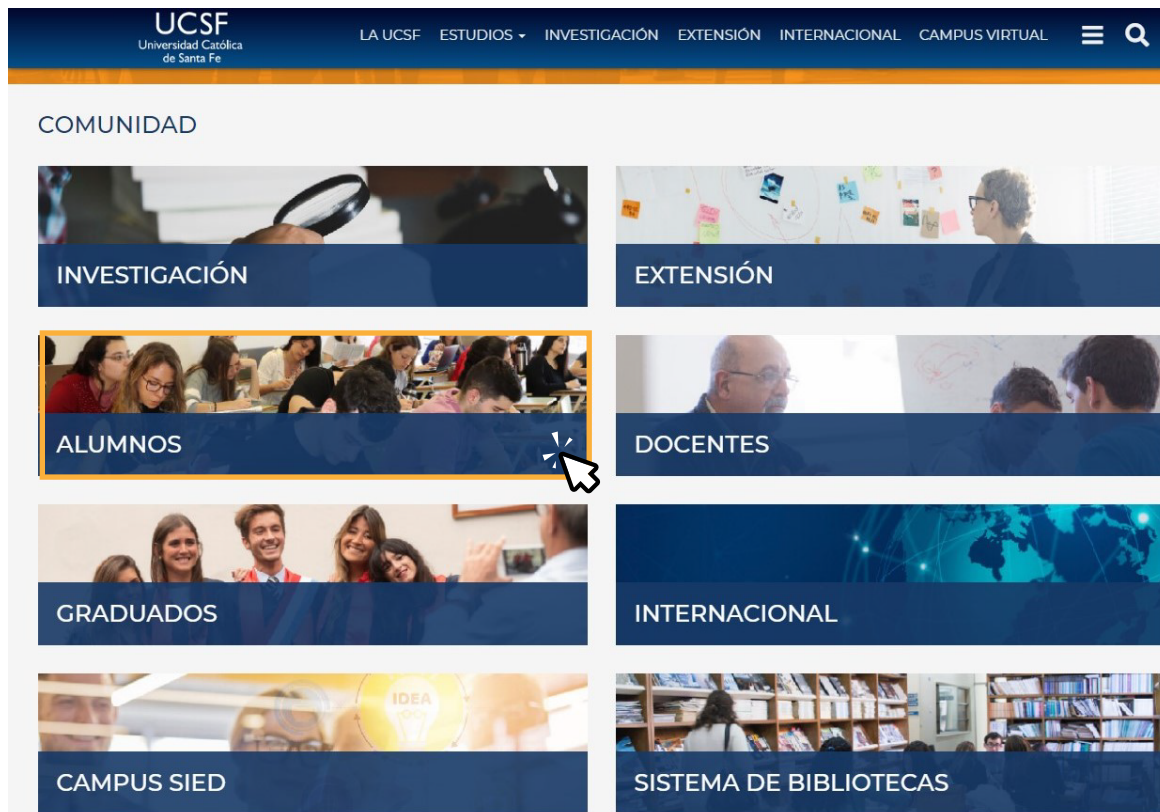 UCSF
Universidad Católica
de Santa Fe
LA UCSF ESTUDIOS INVESTIGACIÓN EXTENSIÓN INTERNACIONAL CAMPUS VIRTUAL
COMUNIDAD
INVESTIGACIÓN
EXTENSIÓN
ALUMNOS
DOCENTES
GRADUADOS
INTERNACIONAL
IDEA
CAMPUS SIED
SISTEMA DE BIBLIOTECAS